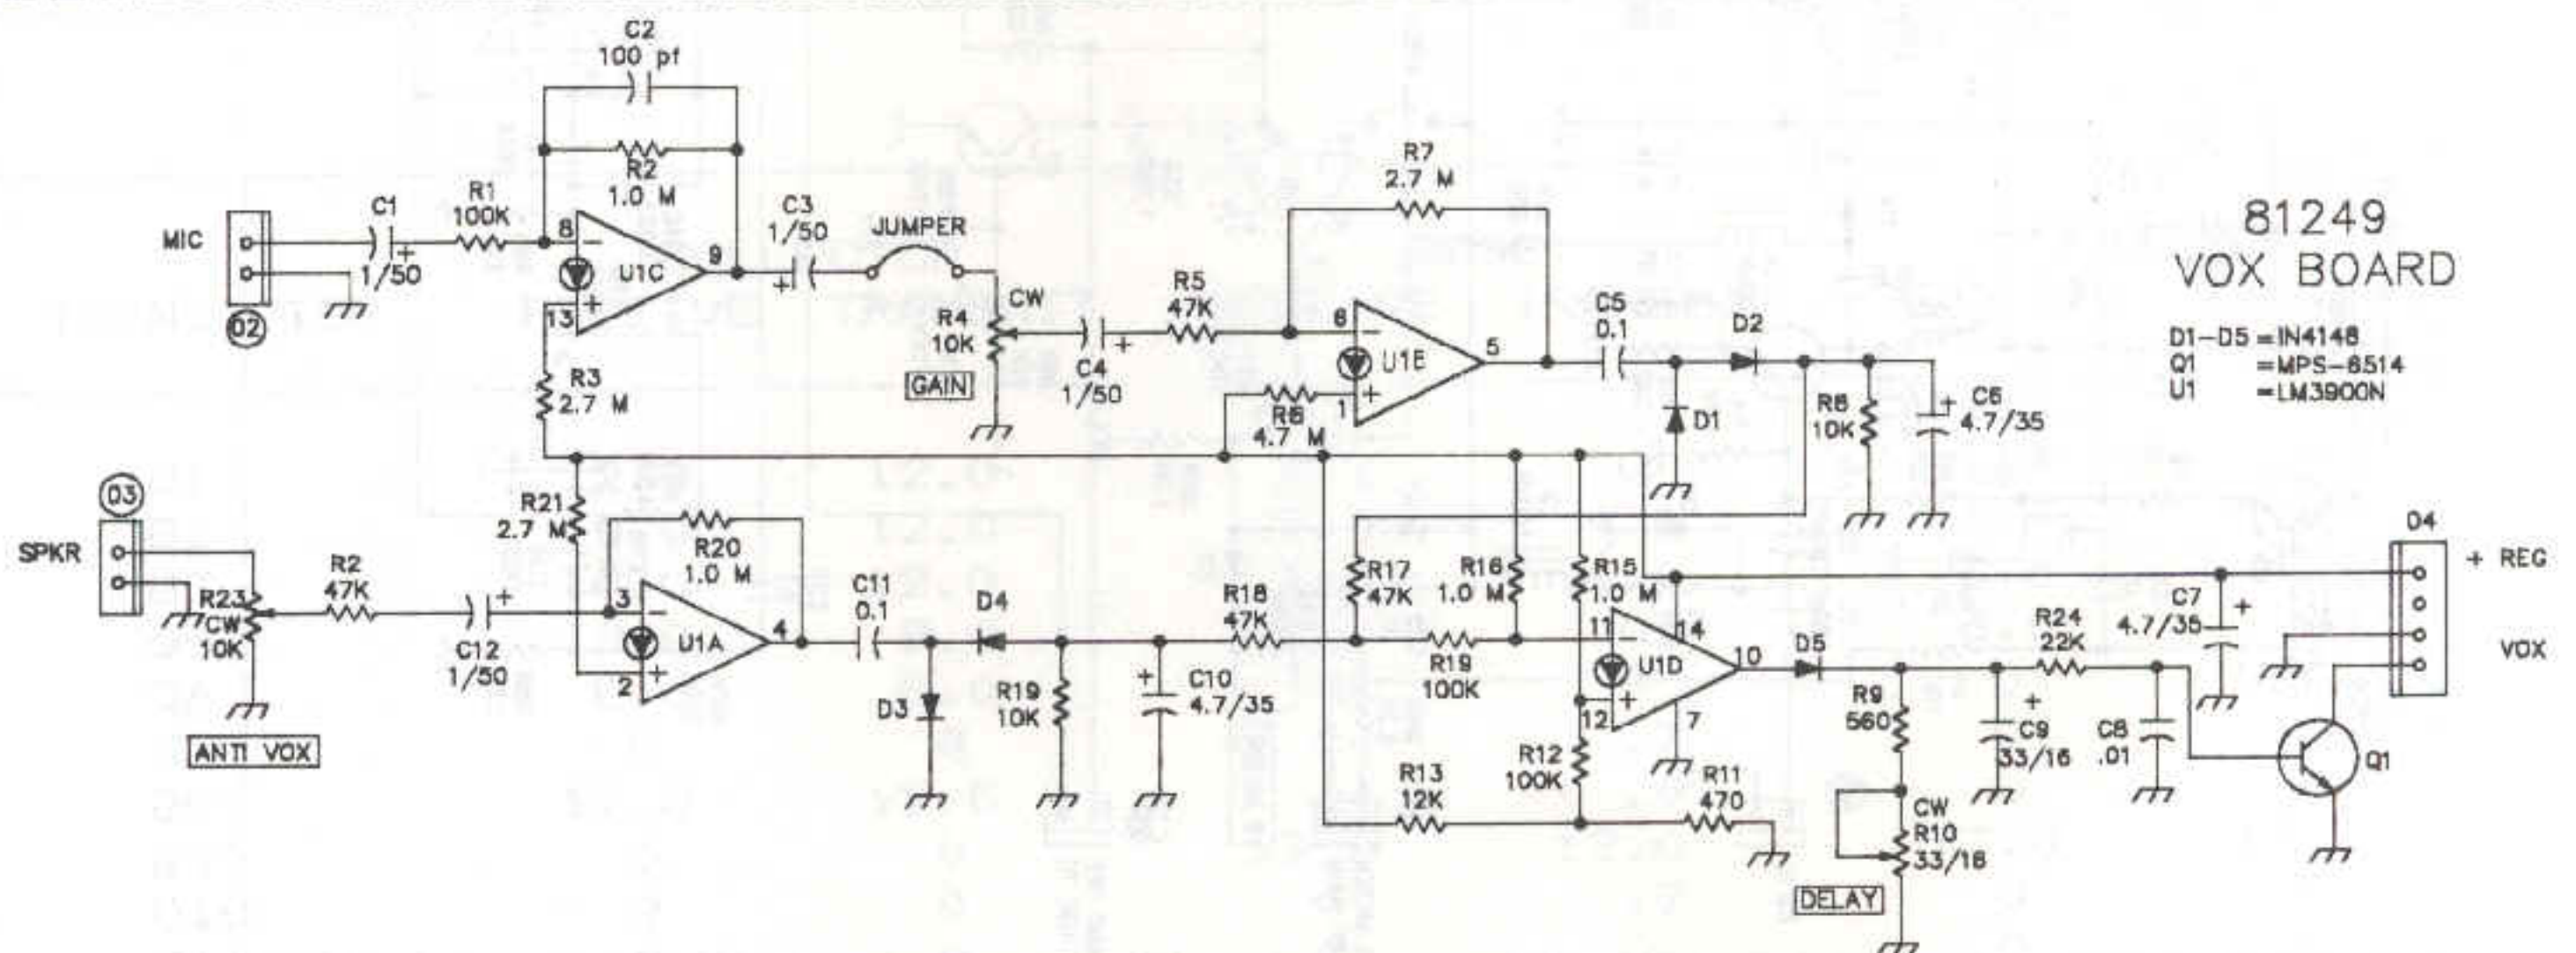 C2
100 pf
R2
1.0 M
R1
100K
C1
1/50
MIC
02
8
-
U1C
9
+
13
C3
1/50
+
JUMPER
R3
2.7 M
CW
R4
10K
GAIN
C4
1/50
+
R5
47K
R7
2.7 M
6
-
U1B
5
+
1
R6
4.7 M
C5
0.1
D2
D1
R8
10K
+
C6
4.7/35
81249
VOX BOARD
D1-D5 =IN4148
Q1 =MPS-6514
U1 =LM3900N
03
SPKR
R23
CW
10K
ANTI VOX
R2
47K
C12
1/50
+
R21
2.7 M
R20
1.0 M
3
-
U1A
4
+
2
C11
0.1
D4
D3
R19
10K
+
C10
4.7/35
R18
47K
R17
47K
R16
1.0 M
R15
1.0 M
R19
100K
11
-
14
U1D
10
+
12
7
R12
100K
R13
12K
R11
470
D5
R9
560
CW
R10
33/16
DELAY
+
C9
33/16
R24
22K
C8
.01
C7
4.7/35
+
Q1
04
+ REG
VOX